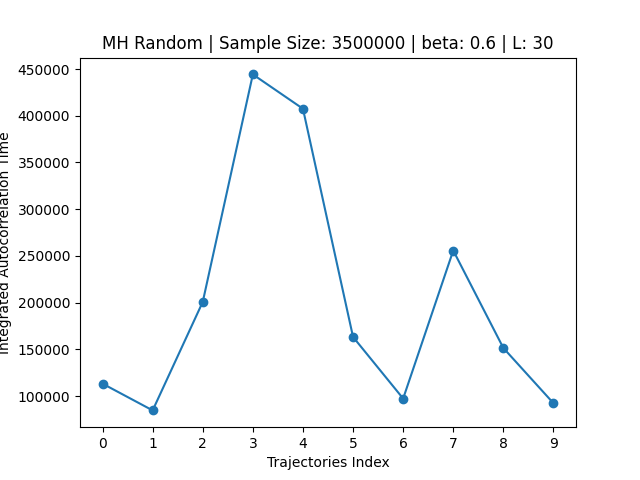 MH Random | Sample Size: 3500000 | beta: 0.6 | L: 30
Integrated Autocorrelation Time
450000
400000
350000
300000
250000
200000
150000
100000
0 1 2 3 4 5 6 7 8 9
Trajectories Index